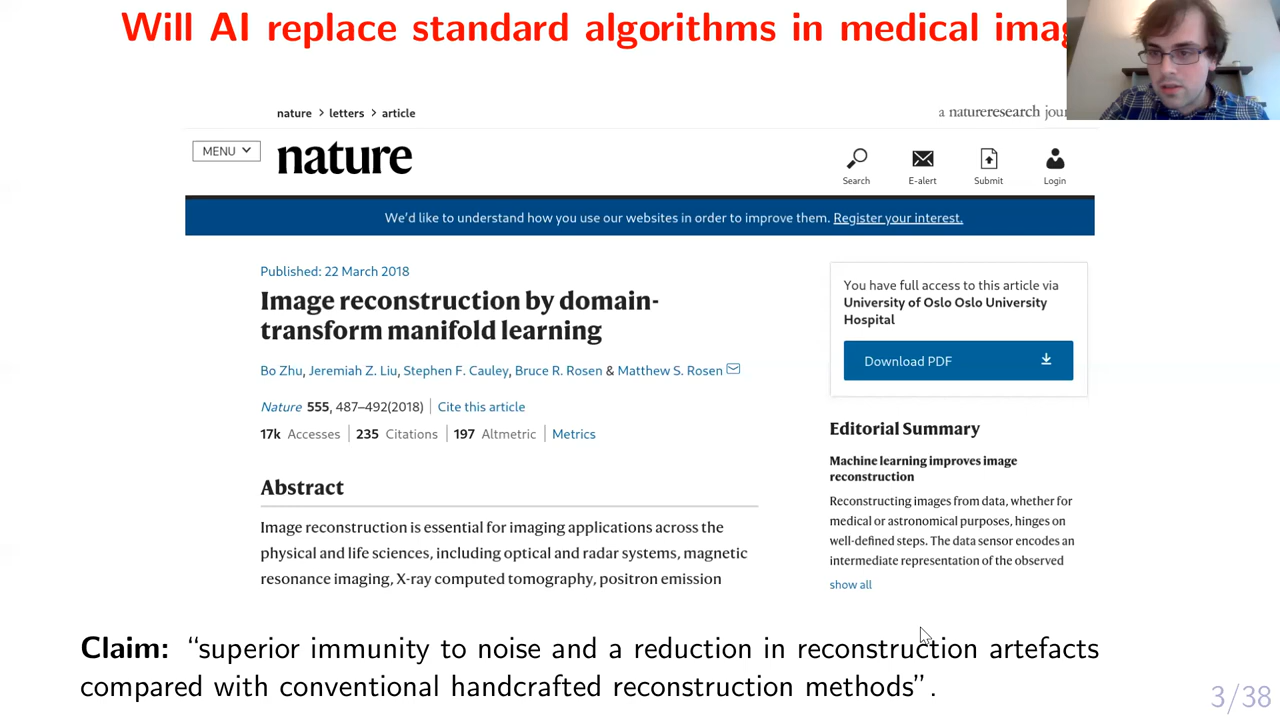 Will AI replace standard algorithms in medical imag
nature > letters > article
a natureresearch jou
MENU
nature
Search
E-alert
Submit
Login
We'd like to understand how you use our websites in order to improve them. Register your interest.
Published: 22 March 2018
Image reconstruction by domain-
transform manifold learning
Bo Zhu, Jeremiah Z. Liu, Stephen F. Cauley, Bruce R. Rosen & Matthew S. Rosen
Nature 555, 487–492(2018) | Cite this article
17k Accesses | 235 Citations | 197 Altmetric | Metrics
Abstract
Image reconstruction is essential for imaging applications across the
physical and life sciences, including optical and radar systems, magnetic
resonance imaging, X-ray computed tomography, positron emission
You have full access to this article via
University of Oslo Oslo University
Hospital
Download PDF
Editorial Summary
Machine learning improves image
reconstruction
Reconstructing images from data, whether for
medical or astronomical purposes, hinges on
well-defined steps. The data sensor encodes an
intermediate representation of the observed
show all
Claim: “superior immunity to noise and a reduction in reconstruction artefacts
compared with conventional handcrafted reconstruction methods”.
3/38